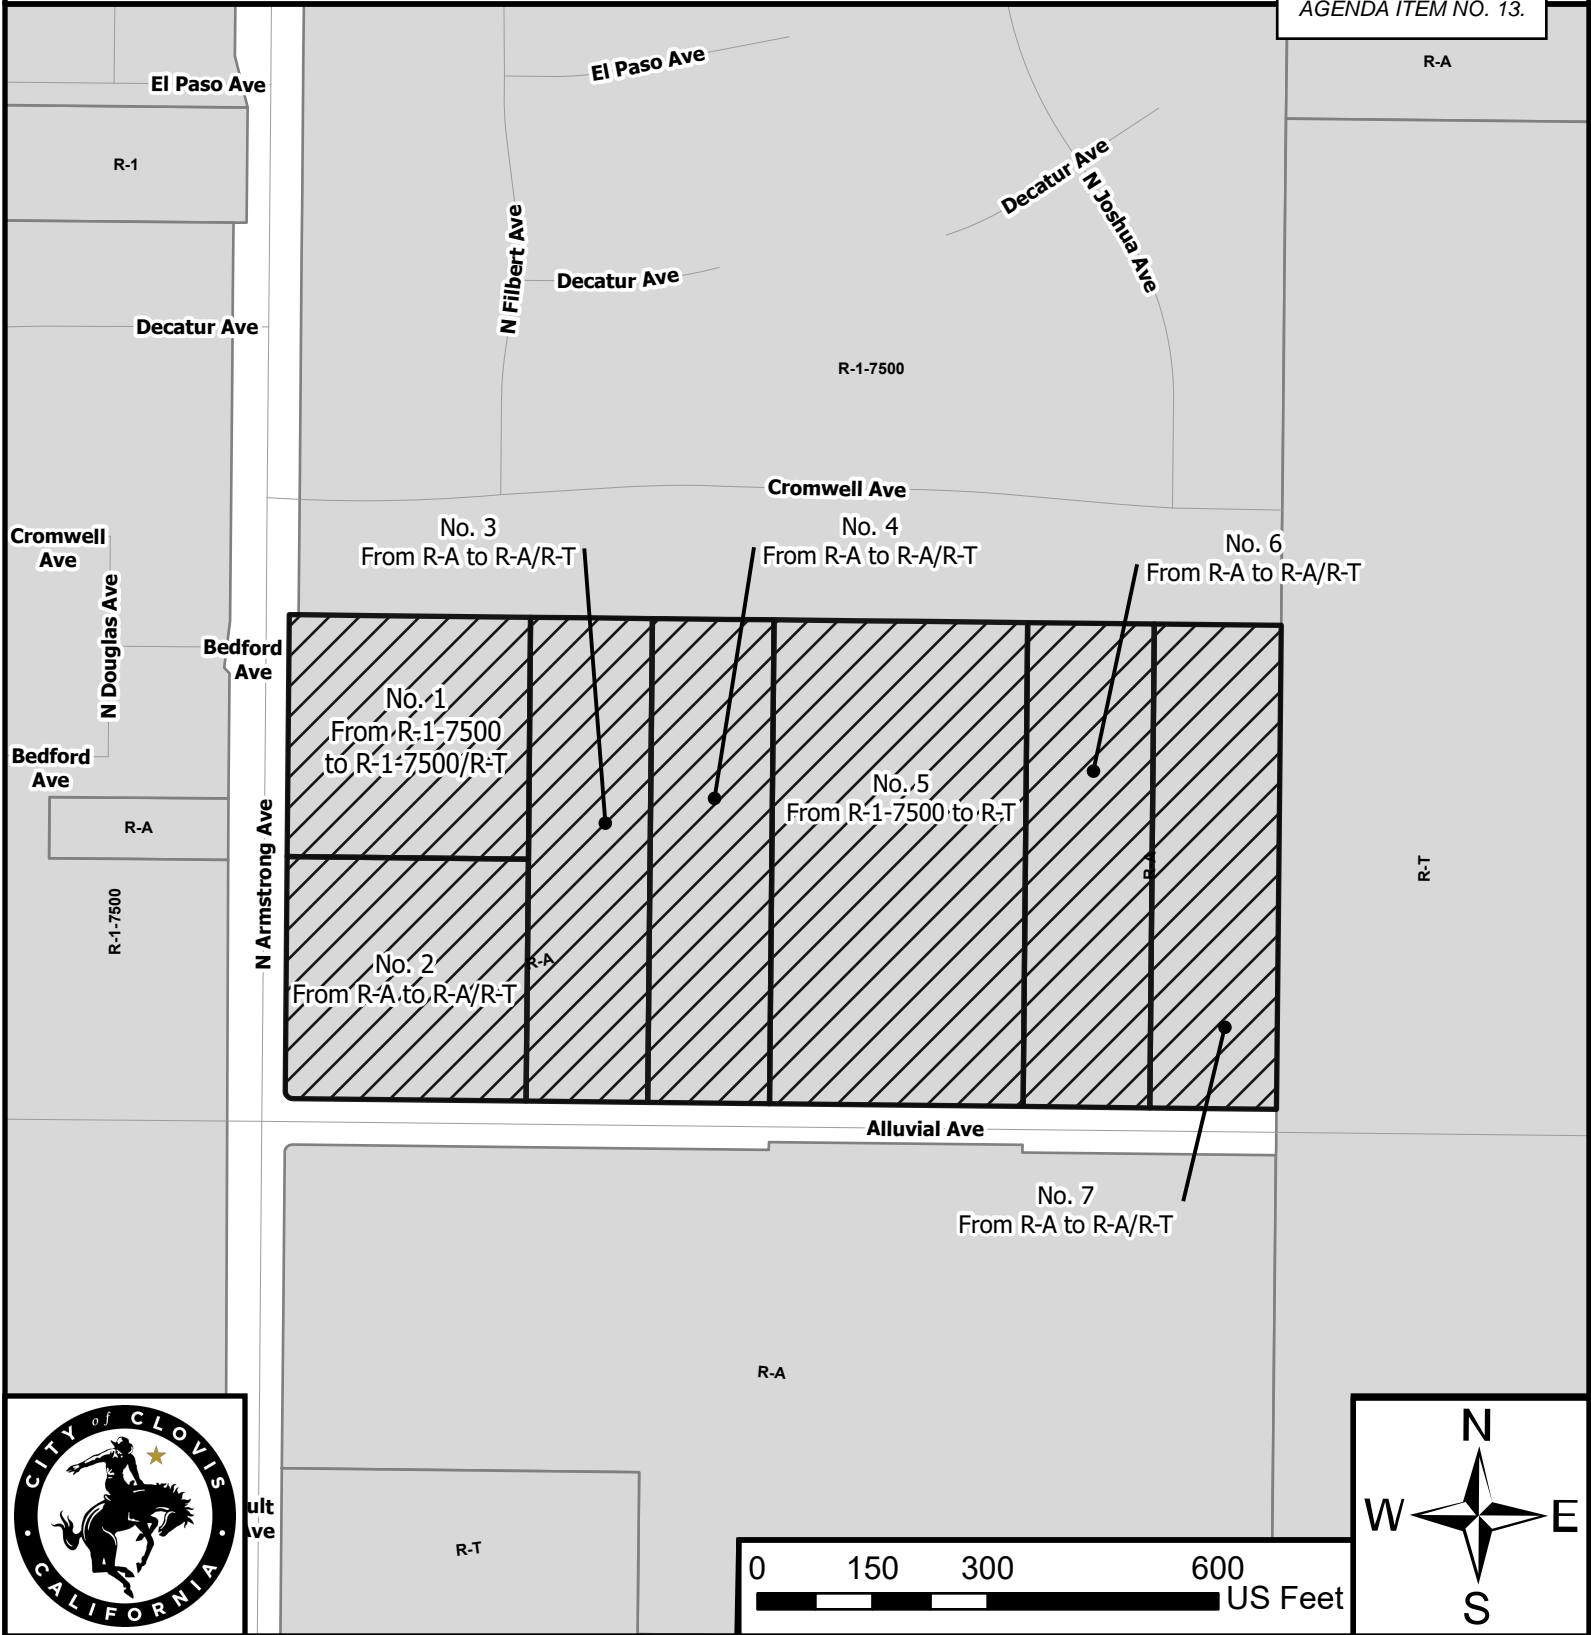 AGENDA ITEM NO. 13.
R-A
El Paso Ave
El Paso Ave
R-1
Decatur Ave
N Joshua Ave
N Filbert Ave
Decatur Ave
Decatur Ave
R-1-7500
Cromwell Ave
Cromwell
Ave
No. 3
From R-A to R-A/R-T
No. 4
From R-A to R-A/R-T
No. 6
From R-A to R-A/R-T
N Douglas Ave
Bedford
Ave
Bedford
Ave
No. 1
From R-1-7500
to R-1-7500/R-T
No. 5
From R-1-7500 to R-T
R-A
R-A
R-T
N Armstrong Ave
R-1-7500
No. 2
From R-A to R-A/R-T
R-A
Alluvial Ave
No. 7
From R-A to R-A/R-T
R-A
CITY of CLOVIS
CALIFORNIA
ult
Ave
R-T
0 150 300 600
US Feet
N
W E
S